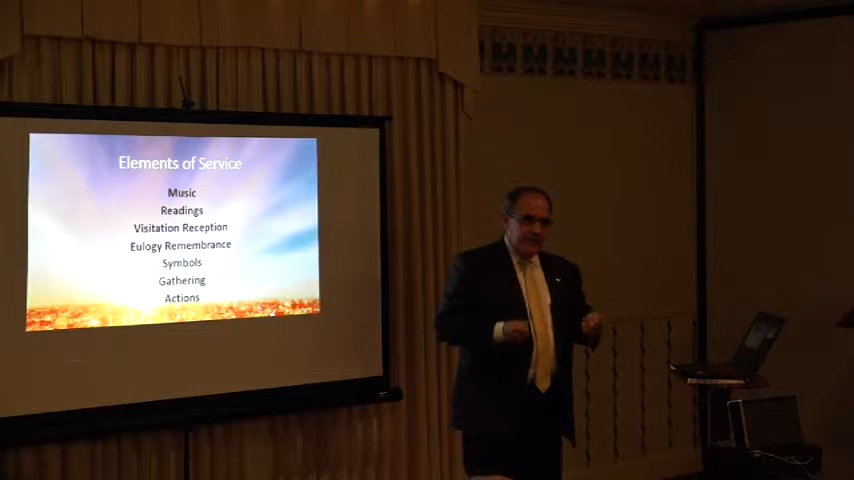 Elements of Service
Music
Readings
Visitation Reception
Eulogy Remembrance
Symbols
Gathering
Actions